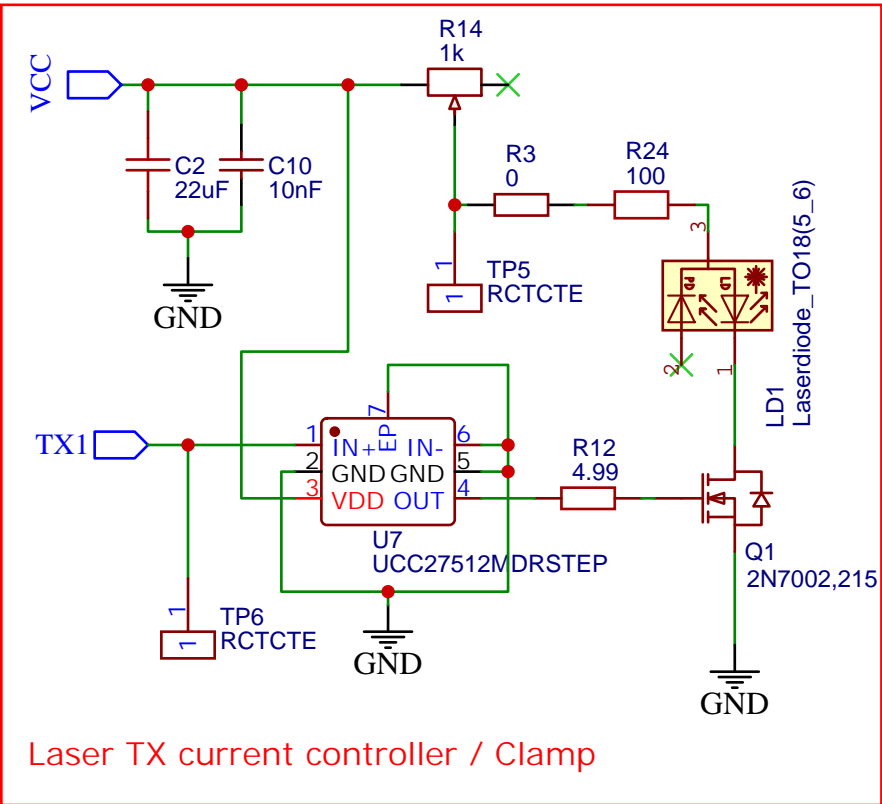 R14
1k
VCC
C2
22uF
C10
10nF
GND
R3
0
R24
100
3
PD
LD
2
1
LD1
Laserdiode_TO18(5_6)
1
1
TP5
RCTCTE
TX1
7
1
IN+
EP
IN-
6
2
GND
GND
5
3
VDD
OUT
4
U7
UCC27512MDRSTEP
R12
4.99
Q1
2N7002,215
1
1
TP6
RCTCTE
GND
GND
Laser TX current controller / Clamp